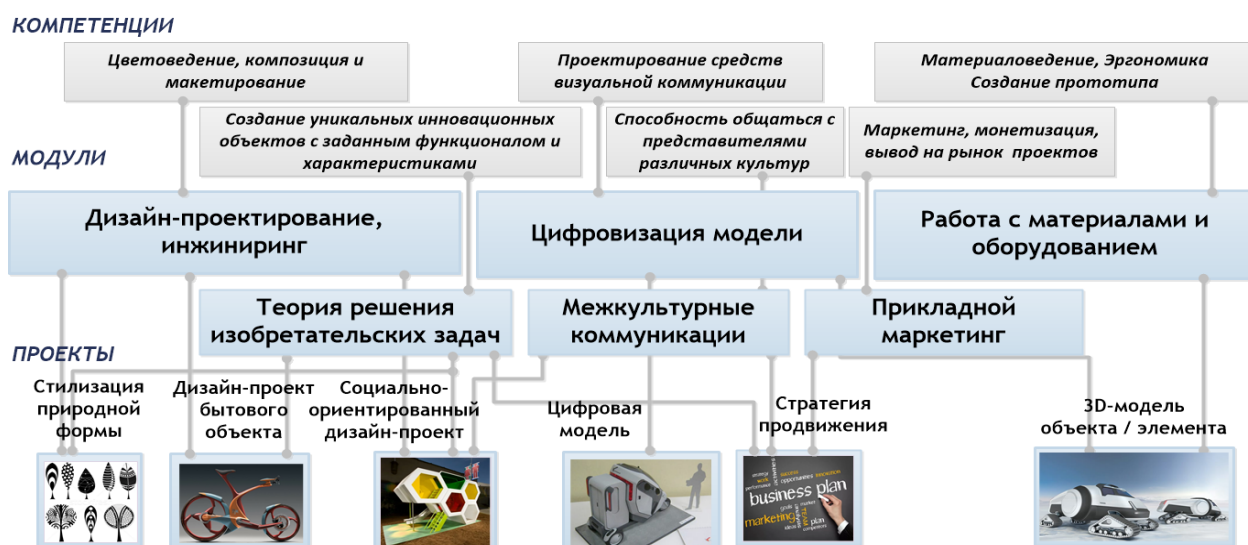 КОМПЕТЕНЦИИ
Цветоведение, композиция и
макетирование
Проектирование средств
визуальной коммуникации
Материаловедение, Эргономика
Создание прототипа
Создание уникальных инновационных
объектов с заданным функционалом и
характеристиками
Способность общаться с
представителями
различных культур
Маркетинг, монетизация,
вывод на рынок проектов
МОДУЛИ
Дизайн-проектирование,
инжиниринг
Цифровизация модели
Работа с материалами и
оборудованием
Теория решения
изобретательских задач
Межкультурные
коммуникации
Прикладной
маркетинг
ПРОЕКТЫ
Стилизация
природной
формы
Дизайн-проект
бытового
объекта
Социально-
ориентированный
дизайн-проект
Цифровая
модель
Стратегия
продвижения
3D-модель
объекта / элемента
business plan
marketing
TEAM
plan